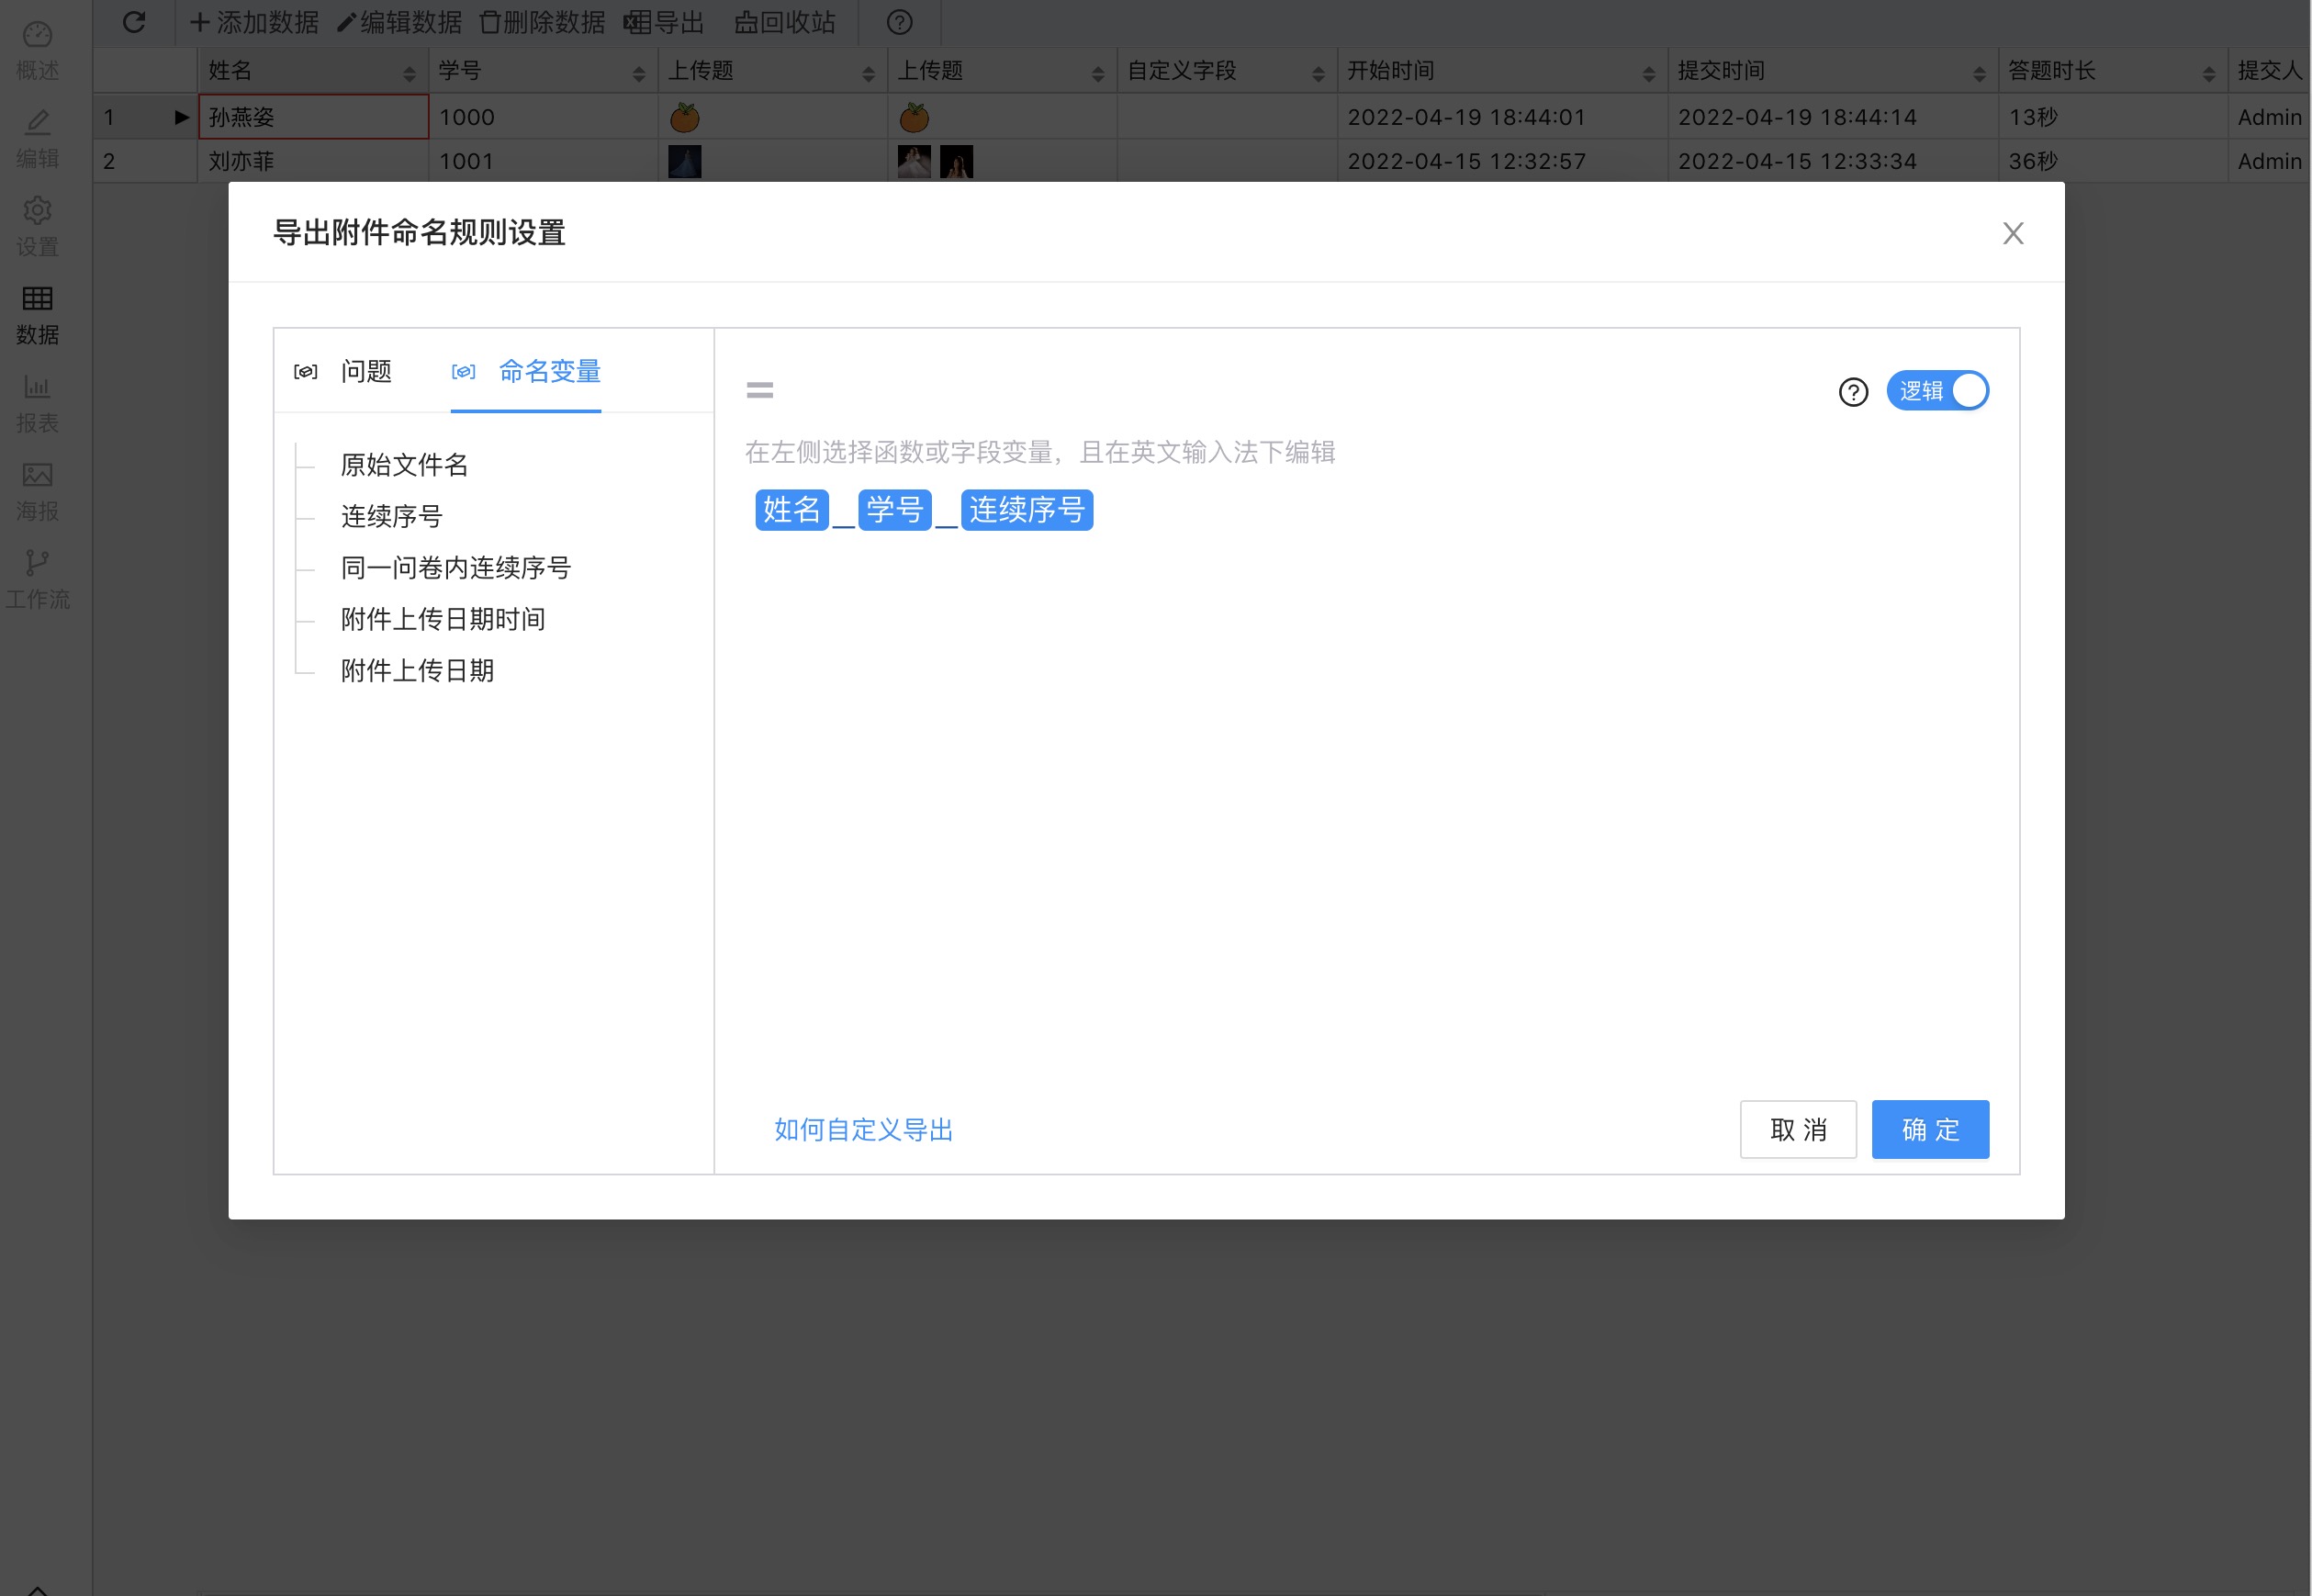 添加数据 编辑数据 删除数据 导出 回收站
概述
编辑
设置
数据
报表
海报
工作流
姓名 学号 上传题 上传题 自定义字段 开始时间 提交时间 答题时长 提交人
1 孙燕姿 1000 2022-04-19 18:44:01 2022-04-19 18:44:14 13秒 Admin
2 刘亦菲 1001 2022-04-15 12:32:57 2022-04-15 12:33:34 36秒 Admin
导出附件命名规则设置
问题 命名变量
原始文件名
连续序号
同一问卷内连续序号
附件上传日期时间
附件上传日期
=
逻辑
在左侧选择函数或字段变量，且在英文输入法下编辑
姓名_学号_连续序号
如何自定义导出
取 消 确 定